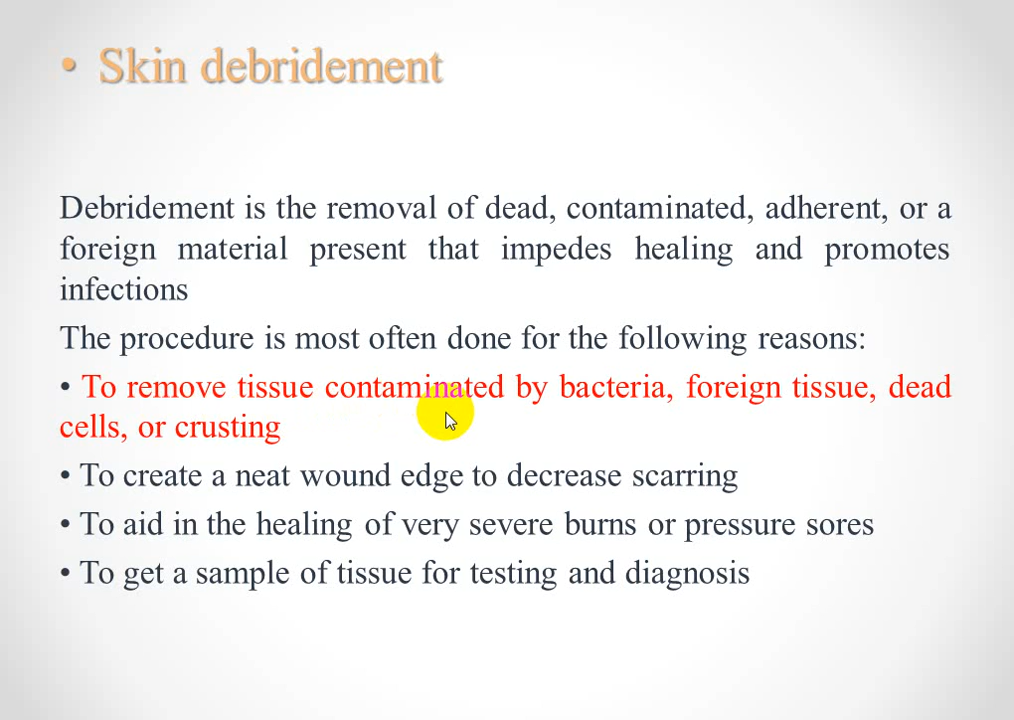 • Skin debridement
Debridement is the removal of dead, contaminated, adherent, or a
foreign material present that impedes healing and promotes
infections
The procedure is most often done for the following reasons:
• To remove tissue contaminated by bacteria, foreign tissue, dead
cells, or crusting
• To create a neat wound edge to decrease scarring
• To aid in the healing of very severe burns or pressure sores
• To get a sample of tissue for testing and diagnosis